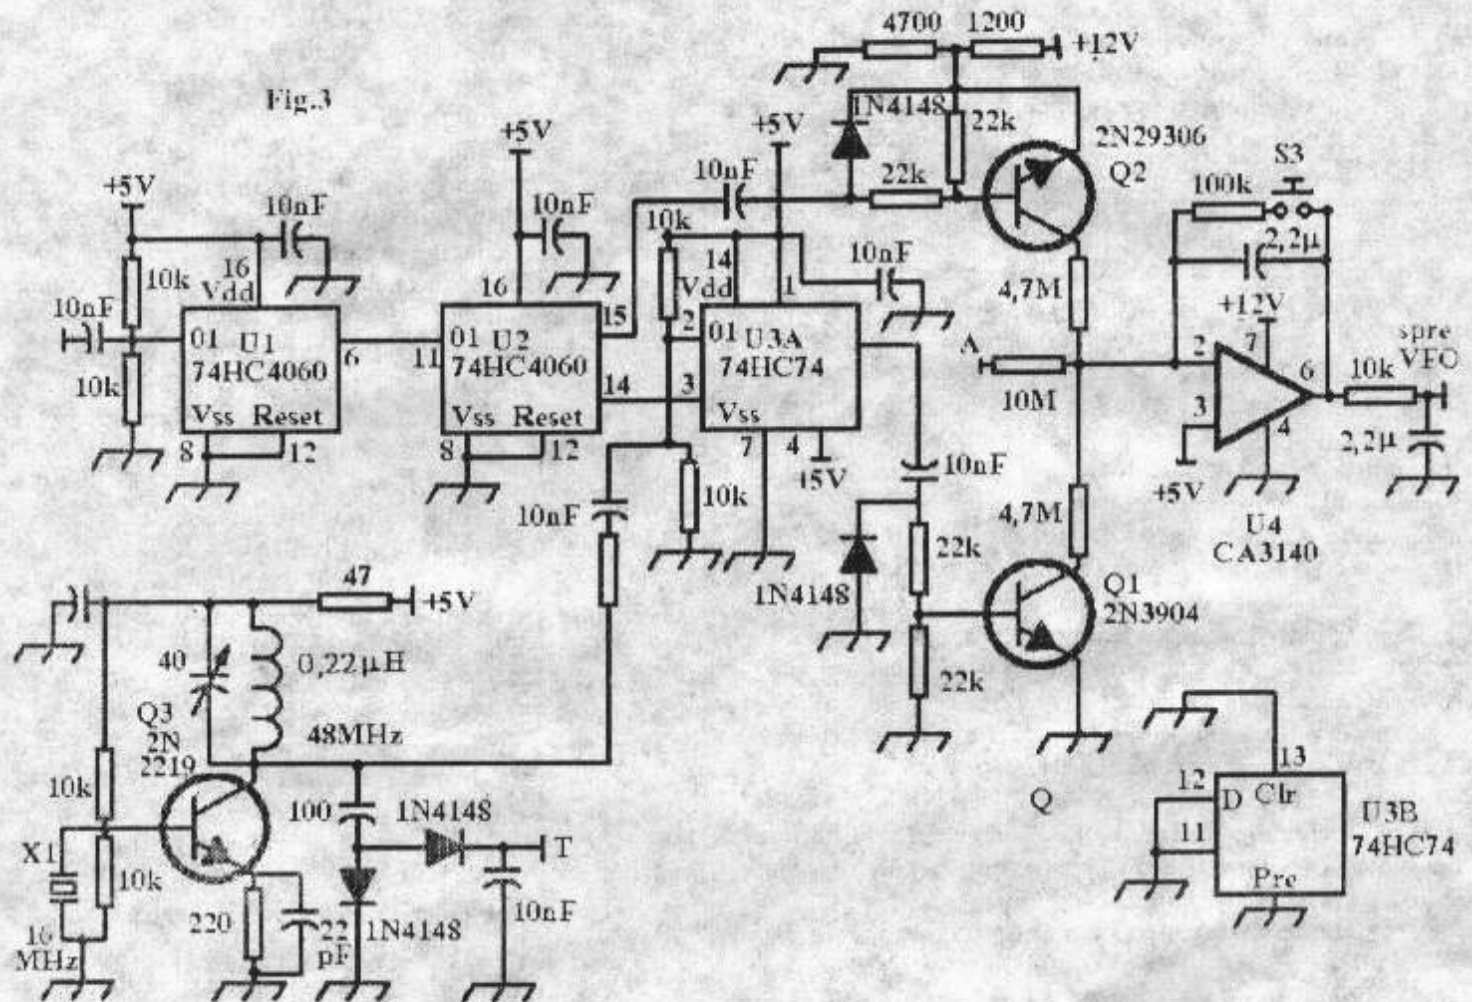 4700 1200
+12V
Fig.3
1N4148
22k
+5V
+5V
2N29306
Q2
S3
100k
10nF
22k
+5V
10nF
10nF
10k
2,2µ
16
Vdd
10k
10nF
16
15
14
Vdd
1
10nF
4,7M
+12V
7
spre
VFO
01 U1
74HC4060
6
11
01 U2
74HC4060
2
01 U3A
74HC74
A
10M
2
6
10k
10k
14
3
3
4
Vss Reset
8 12
Vss Reset
8 12
Vss
7 4
+5V
10nF
2,2µ
+5V
10nF
10k
4,7M
U4
CA3140
22k
1N4148
Q1
2N3904
47
+5V
40
0,22µH
22k
Q3
2N
2219
48MHz
13
12
D Clr
U3B
74HC74
11
Pre
Q
10k
100
1N4148
T
X1
10k
220
22
pF
1N4148
10nF
16
MHz